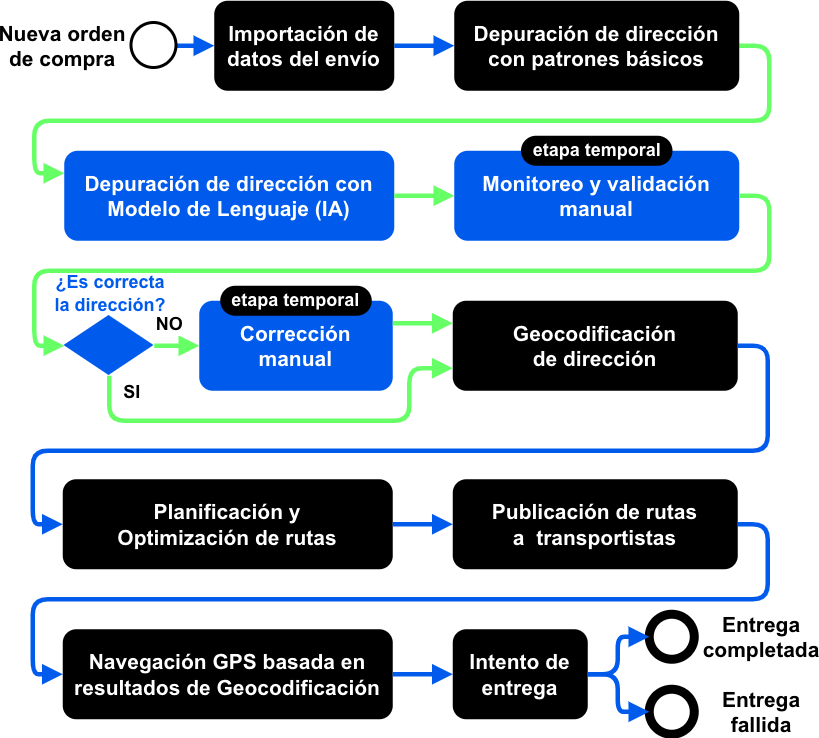 Nueva orden
de compra
Importación de
datos del envío
Depuración de dirección
con patrones básicos
Depuración de dirección con
Modelo de Lenguaje (IA)
etapa temporal
Monitoreo y validación
manual
¿Es correcta
la dirección?
NO
SI
etapa temporal
Corrección
manual
Geocodificación
de dirección
Planificación y
Optimización de rutas
Publicación de rutas
a transportistas
Navegación GPS basada en
resultados de Geocodificación
Intento de
entrega
Entrega
completada
Entrega
fallida